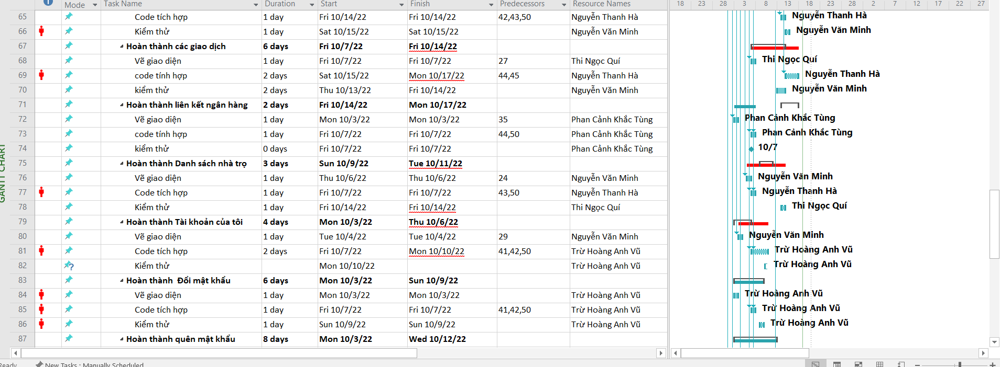 Mode Task Name Duration Start Finish Predecessors Resource Names 18 23 28 3 8 13 18 23 28 2 7 12 17 22 27
65 Code tích hợp 1 day Fri 10/14/22 Fri 10/14/22 42,43,50 Nguyễn Thanh Hà Nguyễn Thanh Hà
66 Kiểm thử 1 day Sat 10/15/22 Sat 10/15/22 Nguyễn Văn Minh Nguyễn Văn Minh
67 Hoàn thành các giao dịch 6 days Fri 10/7/22 Fri 10/14/22
68 Vẽ giao diện 1 day Fri 10/7/22 Fri 10/7/22 27 Thi Ngọc Quí Thi Ngọc Quí
69 code tính hợp 2 days Sat 10/15/22 Mon 10/17/22 44,45 Nguyễn Thanh Hà Nguyễn Thanh Hà
70 kiểm thử 2 days Thu 10/13/22 Fri 10/14/22 Nguyễn Văn Minh Nguyễn Văn Minh
71 Hoàn thành liên kết ngân hàng 2 days Fri 10/14/22 Mon 10/17/22
72 Vẽ giao diện 1 day Mon 10/3/22 Mon 10/3/22 35 Phan Cảnh Khắc Tùng Phan Cảnh Khắc Tùng
73 code tính hợp 1 day Fri 10/7/22 Fri 10/7/22 44,50 Phan Cảnh Khắc Tùng Phan Cảnh Khắc Tùng
74 kiểm thử 0 days Fri 10/7/22 Fri 10/7/22 Phan Cảnh Khắc Tùng 10/7
75 Hoàn thành Danh sách nhà trọ 3 days Sun 10/9/22 Tue 10/11/22
76 Vẽ giao diện 1 day Thu 10/6/22 Thu 10/6/22 24 Nguyễn Văn Minh Nguyễn Văn Minh
77 Code tích hợp 1 day Fri 10/7/22 Fri 10/7/22 43,50 Nguyễn Thanh Hà Nguyễn Thanh Hà
78 Kiểm thử 1 day Fri 10/14/22 Fri 10/14/22 Thi Ngọc Quí Thi Ngọc Quí
79 Hoàn thành Tài khoản của tôi 4 days Mon 10/3/22 Thu 10/6/22
80 Vẽ giao diện 1 day Tue 10/4/22 Tue 10/4/22 29 Nguyễn Văn Minh Nguyễn Văn Minh
81 Code tích hợp 2 days Fri 10/7/22 Mon 10/10/22 41,42,50 Trừ Hoàng Anh Vũ Trừ Hoàng Anh Vũ
82 Kiểm thử Mon 10/10/22 Trừ Hoàng Anh Vũ Trừ Hoàng Anh Vũ
83 Hoàn thành  Đổi mật khẩu 6 days Mon 10/3/22 Sun 10/9/22
84 Vẽ giao diện 1 day Mon 10/3/22 Mon 10/3/22 Trừ Hoàng Anh Vũ Trừ Hoàng Anh Vũ
85 Code tích hợp 1 day Fri 10/7/22 Fri 10/7/22 41,42,50 Trừ Hoàng Anh Vũ Trừ Hoàng Anh Vũ
86 Kiểm thử 1 day Sun 10/9/22 Sun 10/9/22 Trừ Hoàng Anh Vũ Trừ Hoàng Anh Vũ
87 Hoàn thành quên mật khẩu 8 days Mon 10/3/22 Wed 10/12/22
GANTT CHART
Ready New Tasks : Manually Scheduled